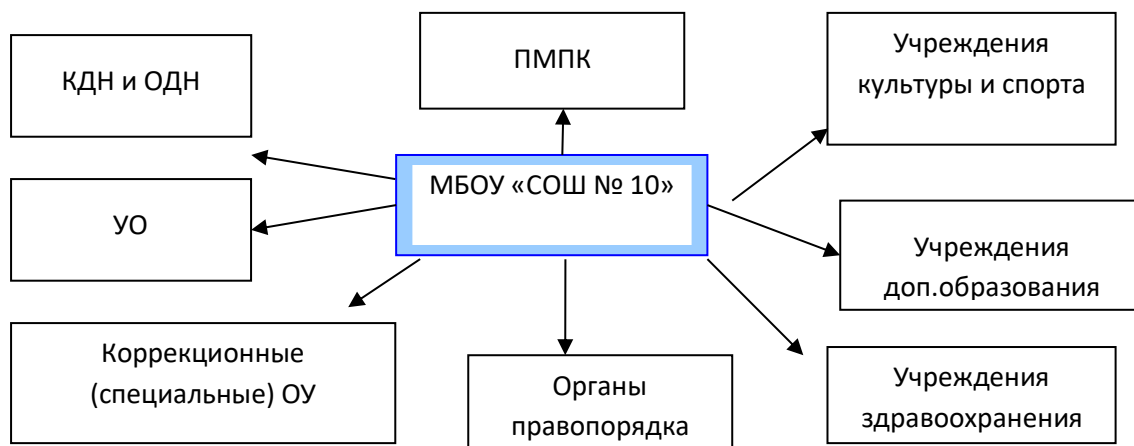 КДН и ОДН
ПМПК
Учреждения
культуры и спорта
МБОУ «СОШ № 10»
УО
Учреждения
доп.образования
Коррекционные
(специальные) ОУ
Органы
правопорядка
Учреждения
здравоохранения